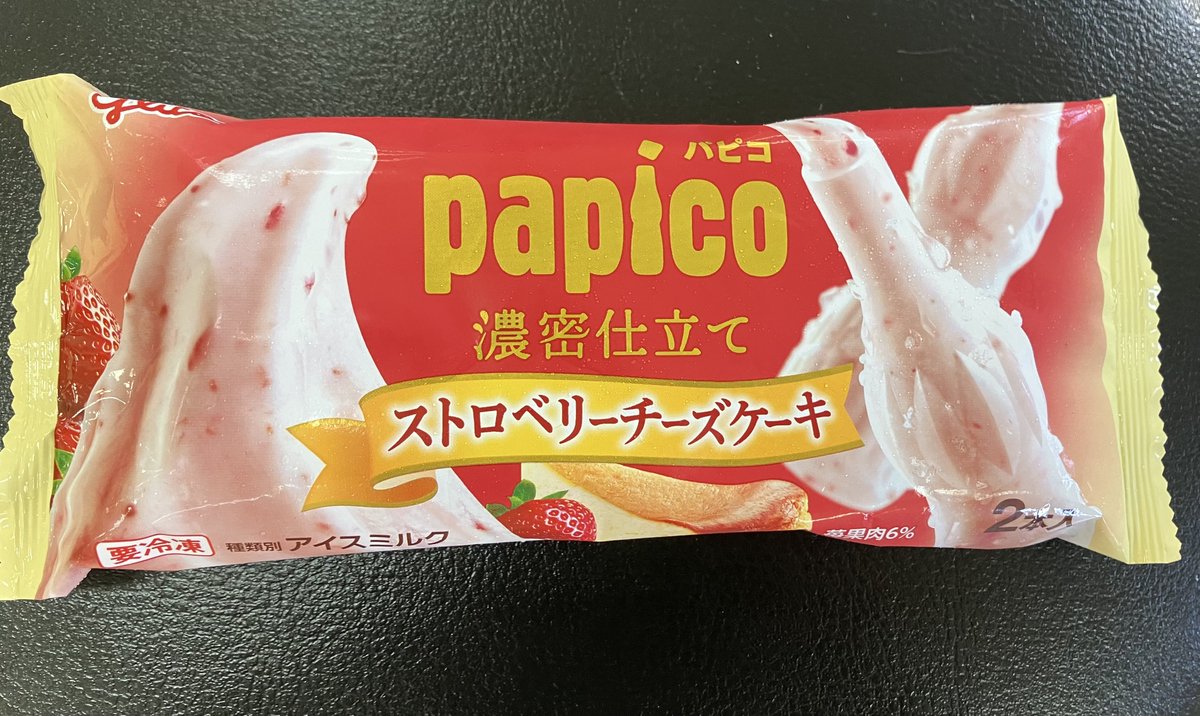 パピコ
papico
濃密仕立て
ストロベリーチーズケーキ
要冷凍 種類別 アイスミルク
苺果肉6%
2本入